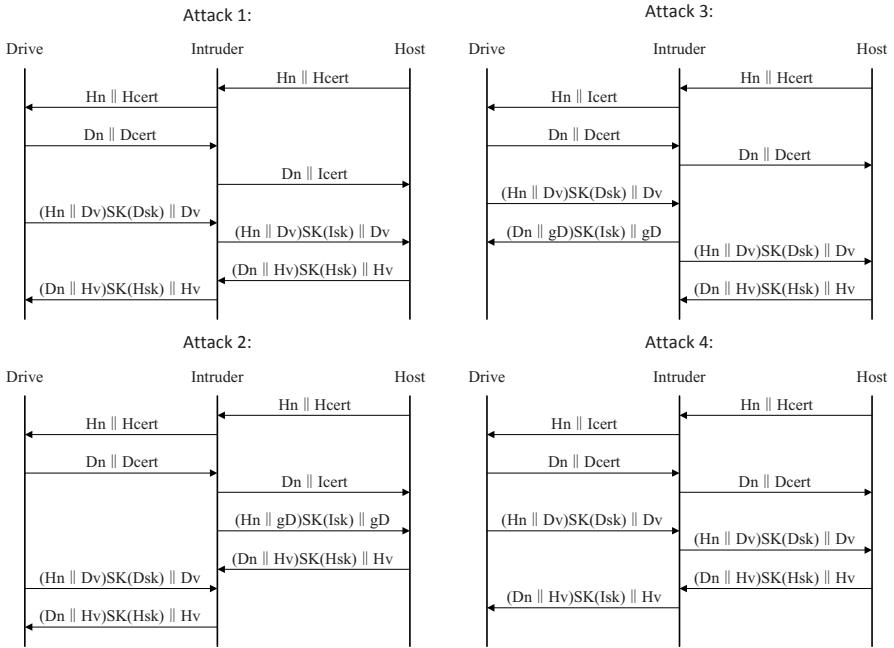 Attack 1:
Drive Intruder Host
Hn || Hcert
Hn || Hcert
Dn || Dcert
Dn || Icert
(Hn || Dv)SK(Dsk) || Dv
(Hn || Dv)SK(Isk) || Dv
(Dn || Hv)SK(Hsk) || Hv
(Dn || Hv)SK(Hsk) || Hv
Attack 3:
Drive Intruder Host
Hn || Hcert
Hn || Icert
Dn || Dcert
Dn || Dcert
(Hn || Dv)SK(Dsk) || Dv
(Dn || gD)SK(Isk) || gD
(Hn || Dv)SK(Dsk) || Dv
(Dn || Hv)SK(Hsk) || Hv
Attack 2:
Drive Intruder Host
Hn || Hcert
Hn || Hcert
Dn || Dcert
Dn || Icert
(Hn || gD)SK(Isk) || gD
(Dn || Hv)SK(Hsk) || Hv
(Hn || Dv)SK(Dsk) || Dv
(Dn || Hv)SK(Hsk) || Hv
Attack 4:
Drive Intruder Host
Hn || Hcert
Hn || Icert
Dn || Dcert
Dn || Dcert
(Hn || Dv)SK(Dsk) || Dv
(Hn || Dv)SK(Dsk) || Dv
(Dn || Hv)SK(Hsk) || Hv
(Dn || Hv)SK(Isk) || Hv